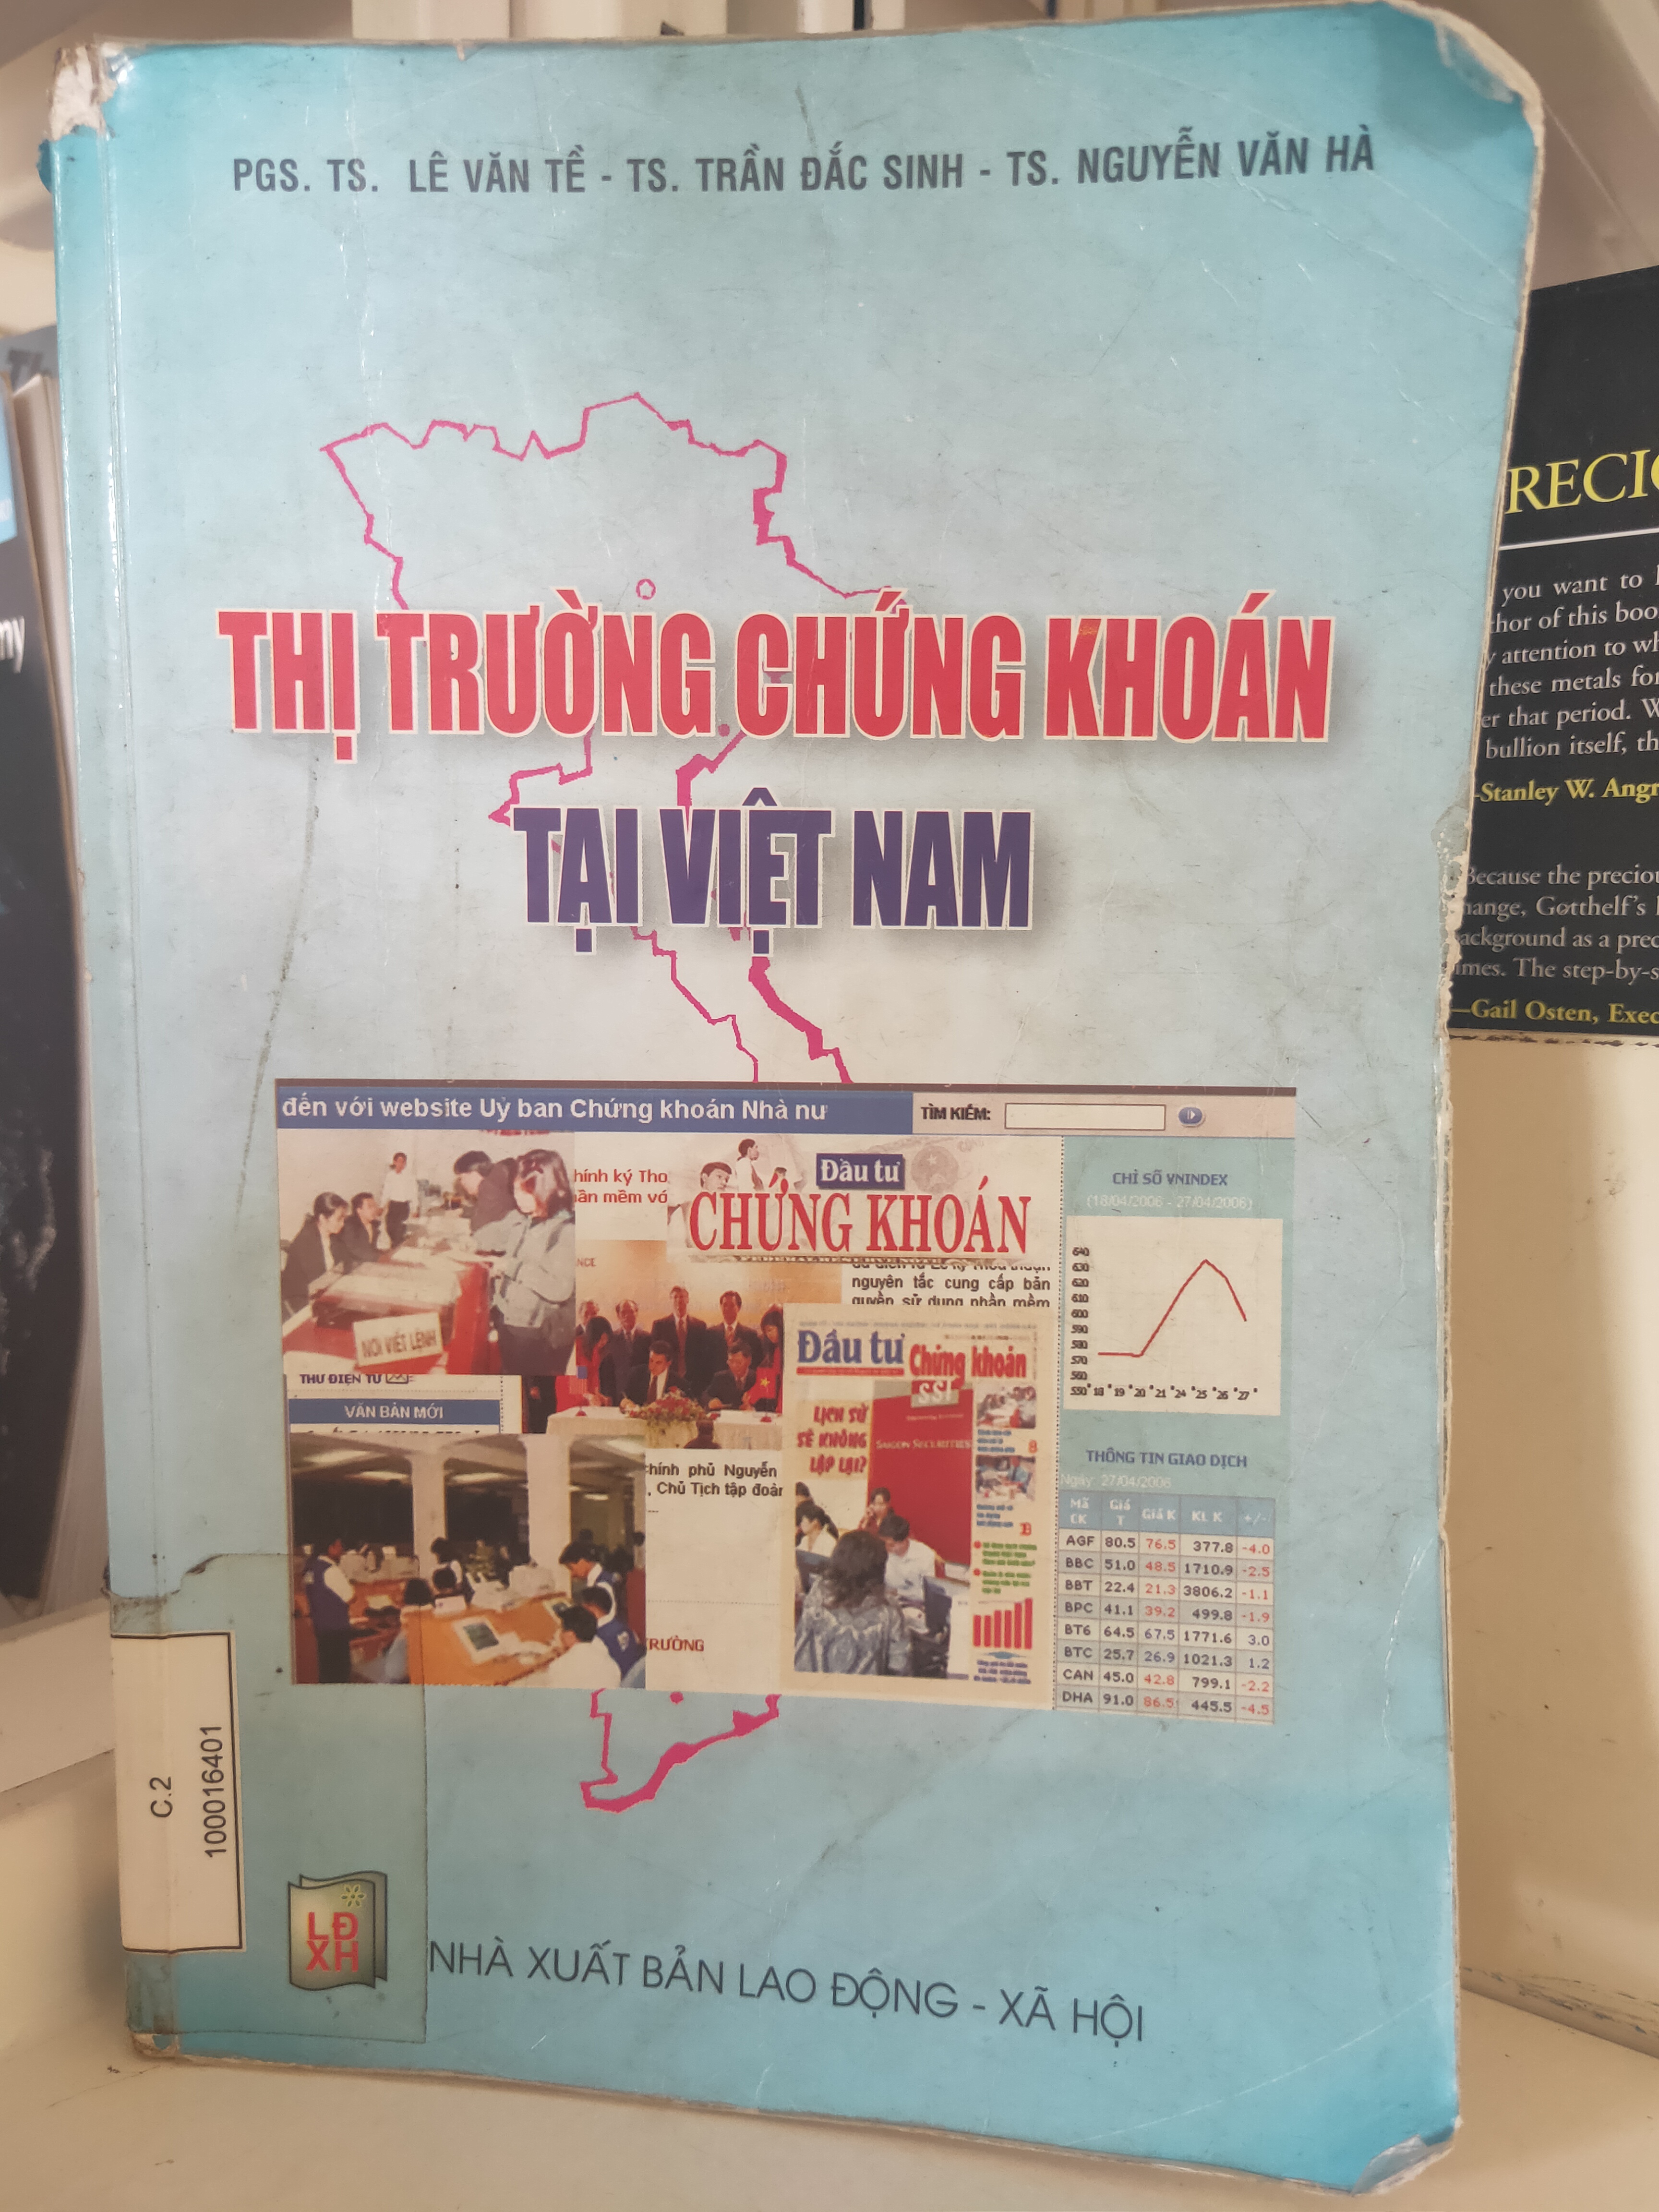 PGS. TS. LÊ VĂN TỀ - TS. TRẦN ĐẮC SINH - TS. NGUYỄN VĂN HÀ
THỊ TRƯỜNG CHỨNG KHOÁN
TẠI VIỆT NAM
đến với website Uỷ ban Chứng khoán Nhà nư
TÌM KIẾM:
hính ký Tho
ần mềm vớ
Đầu tư
CHỨNG KHOÁN
nguyên tắc cung cấp bản
quyền sử dụng phần mềm
NƠI VIẾT LỆNH
THƯ ĐIỆN TỬ
VĂN BẢN MỚI
Đầu tư Chứng khoán
SSI
SAIGON SECURITIES
LỊCH SỬ
SẼ KHÔNG
LẶP LẠI?
hính phủ Nguyễn
, Chủ Tịch tập đoàn
RƯỜNG
CHỈ SỐ VNINDEX
(18/04/2006 - 27/04/2006)
640
630
620
610
600
590
580
570
560
550 18 19 20 21 24 25 26 27
THÔNG TIN GIAO DỊCH
Ngày: 27/04/2006
Mã CK Giá T Giá K KL K +/-
AGF 80.5 76.5 377.8 -4.0
BBC 51.0 48.5 1710.9 -2.5
BBT 22.4 21.3 3806.2 -1.1
BPC 41.1 39.2 499.8 -1.9
BT6 64.5 67.5 1771.6 3.0
BTC 25.7 26.9 1021.3 1.2
CAN 45.0 42.8 799.1 -2.2
DHA 91.0 86.5 445.5 -4.5
C.2
100016401
LĐ
XH
NHÀ XUẤT BẢN LAO ĐỘNG - XÃ HỘI
RECIO
you want to
thor of this boo
attention to wh
these metals for
er that period. W
bullion itself, th
-Stanley W. Angr
Because the preciou
hange, Gotthelf's
ackground as a prec
imes. The step-by-s
—Gail Osten, Exec
my